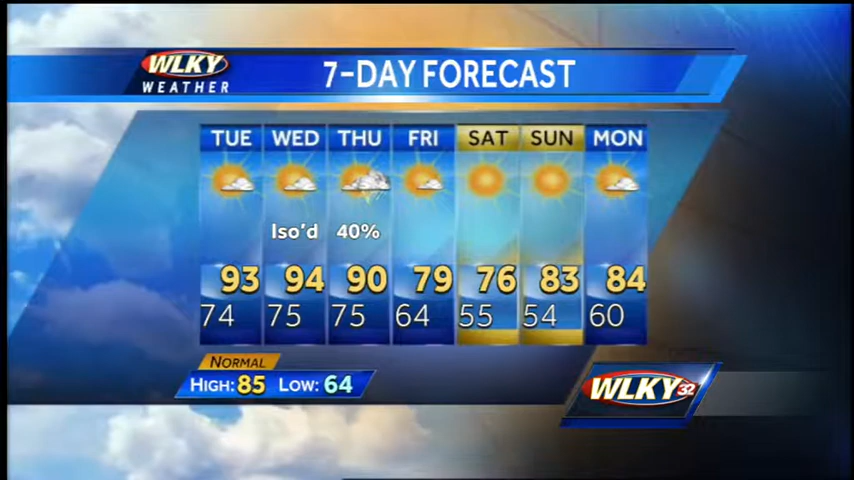 WLKY
WEATHER
7-DAY FORECAST
TUE WED THU FRI SAT SUN MON
Iso'd 40%
93 94 90 79 76 83 84
74 75 75 64 55 54 60
NORMAL
HIGH: 85 LOW: 64
WLKY 32